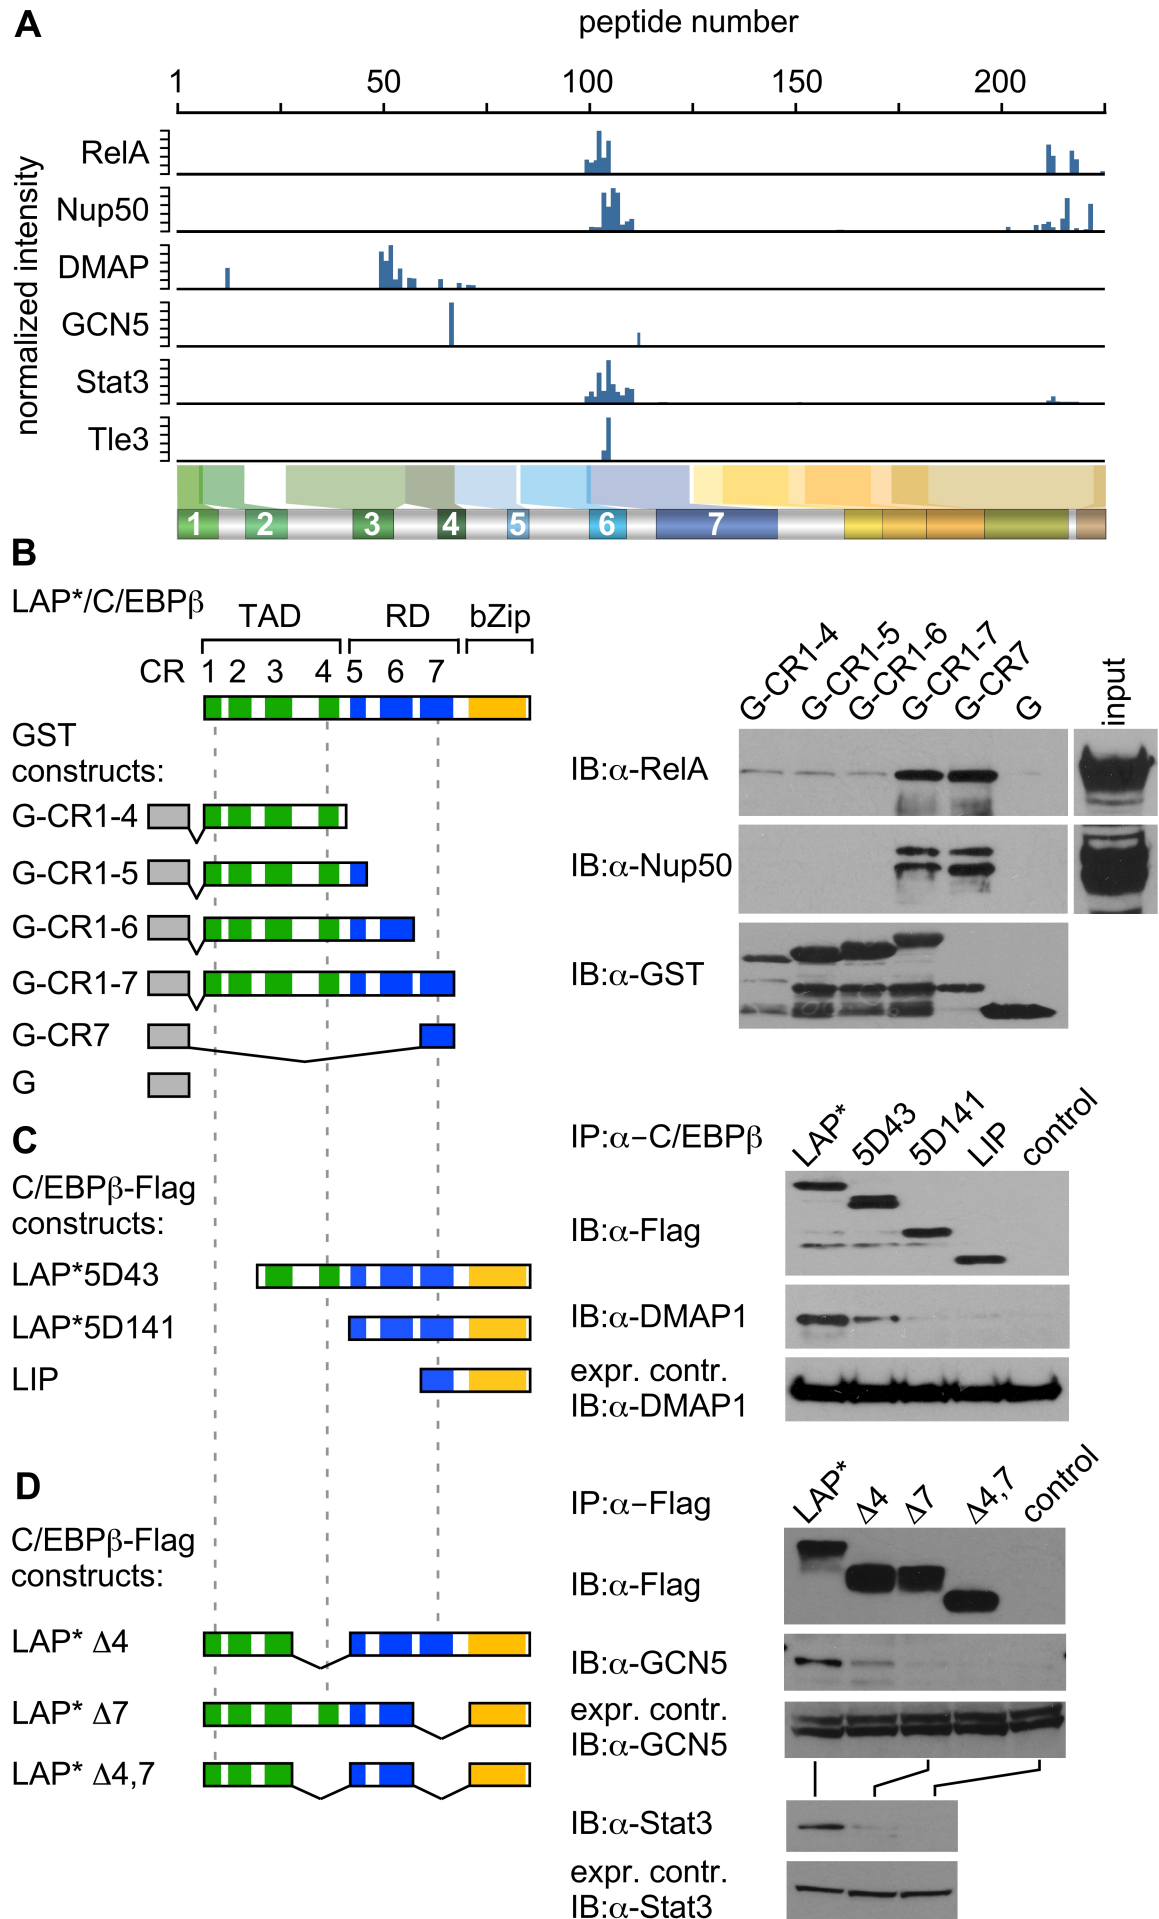 A
peptide number
1 50 100 150 200
normalized intensity
RelA
Nup50
DMAP
GCN5
Stat3
Tle3
1 2 3 4 5 6 7
B
LAP*/C/EBPβ
TAD RD bZip
CR 1 2 3 4 5 6 7
GST
constructs:
G-CR1-4
G-CR1-5
G-CR1-6
G-CR1-7
G-CR7
G
G-CR1-4 G-CR1-5 G-CR1-6 G-CR1-7 G-CR7 G input
IB:α-RelA
IB:α-Nup50
IB:α-GST
C
C/EBPβ-Flag
constructs:
LAP*5D43
LAP*5D141
LIP
IP:α–C/EBPβ
LAP* 5D43 5D141 LIP control
IB:α-Flag
IB:α-DMAP1
expr. contr.
IB:α-DMAP1
D
C/EBPβ-Flag
constructs:
LAP* Δ4
LAP* Δ7
LAP* Δ4,7
IP:α–Flag
LAP* Δ4 Δ7 Δ4,7 control
IB:α-Flag
IB:α-GCN5
expr. contr.
IB:α-GCN5
IB:α-Stat3
expr. contr.
IB:α-Stat3